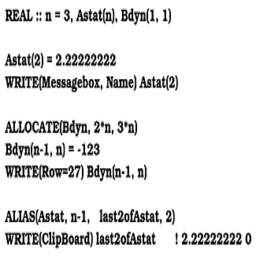 REAL :: n = 3, Astat(n), Bdyn(1, 1)
Astat(2) = 2.22222222
WRITE(Messagebox, Name) Astat(2)
ALLOCATE(Bdyn, 2*n, 3*n)
Bdyn(n-1, n) = -123
WRITE(Row=27) Bdyn(n-1, n)
ALIAS(Astat, n-1, last2ofAstat, 2)
WRITE(ClipBoard) last2ofAstat ! 2.22222222 0